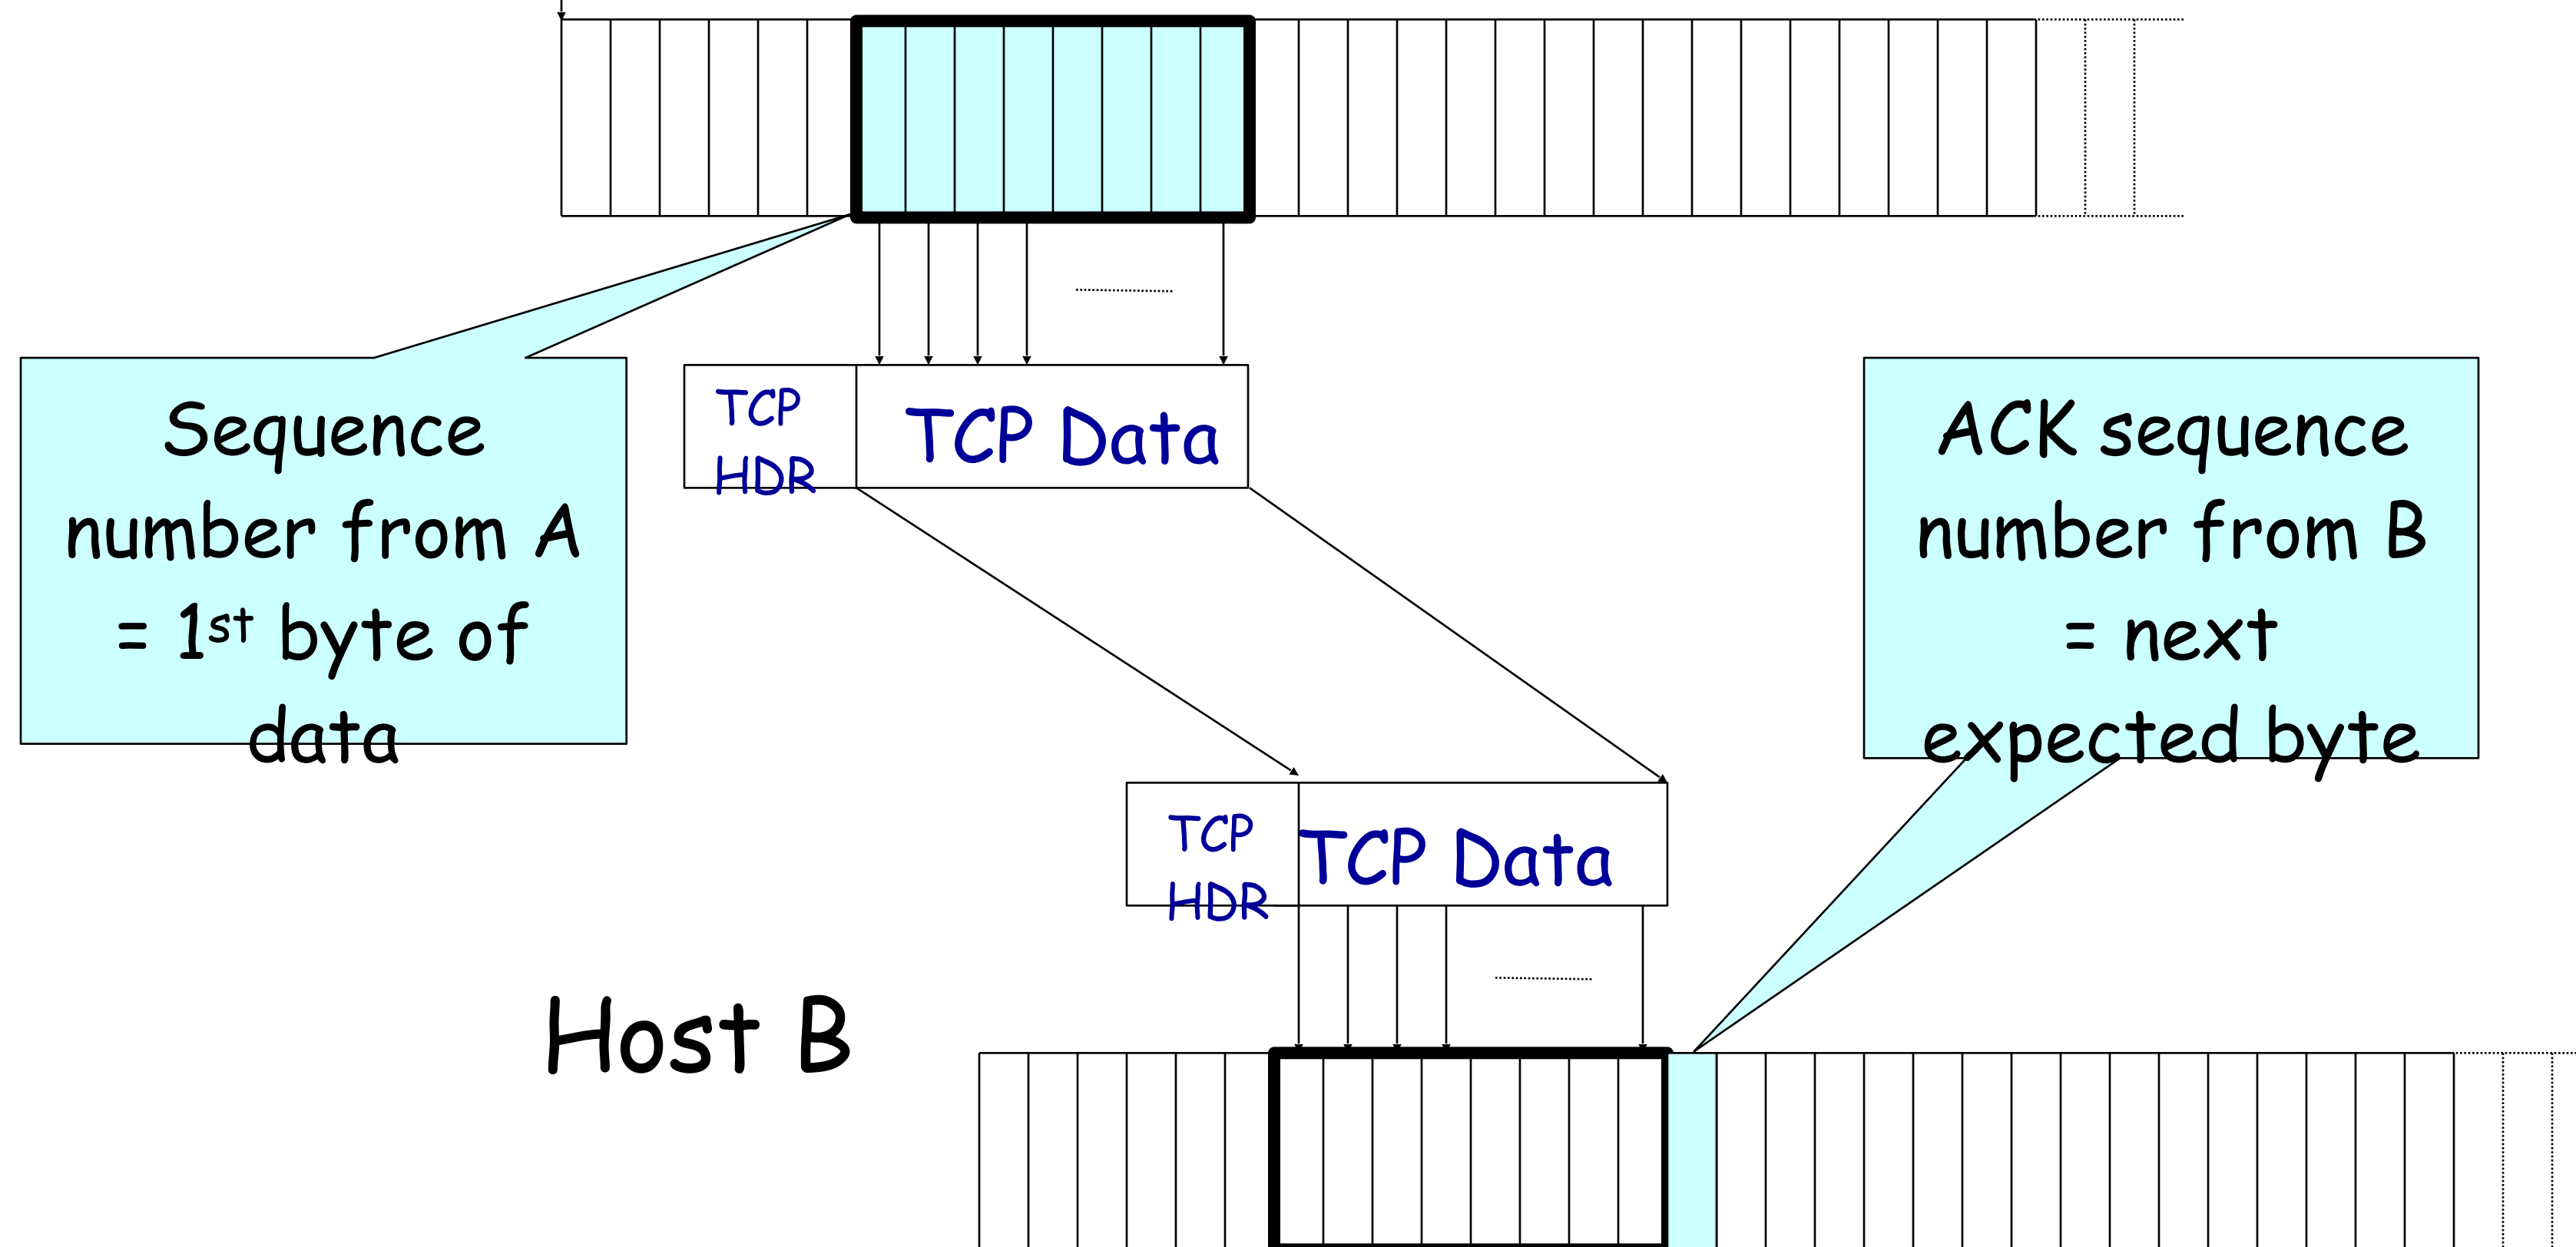 Sequence
number from A
= 1st byte of
data
TCP
HDR
TCP Data
ACK sequence
number from B
= next
expected byte
TCP
HDR
TCP Data
Host B